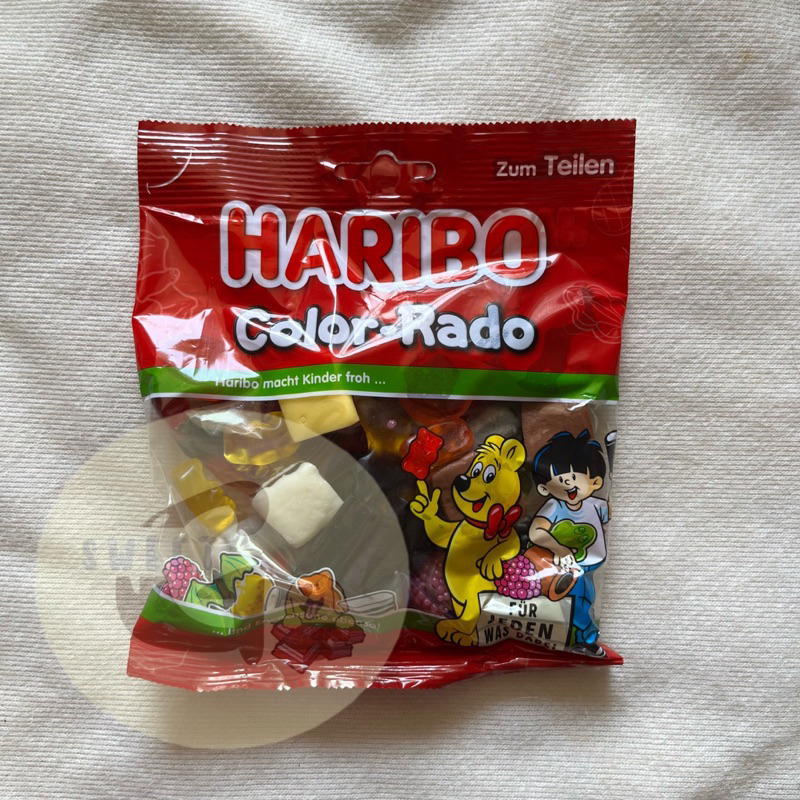 Zum Teilen
HARIBO
Color-Rado
Haribo macht Kinder froh ...
FÜR
JEDEN
WAS DABEI